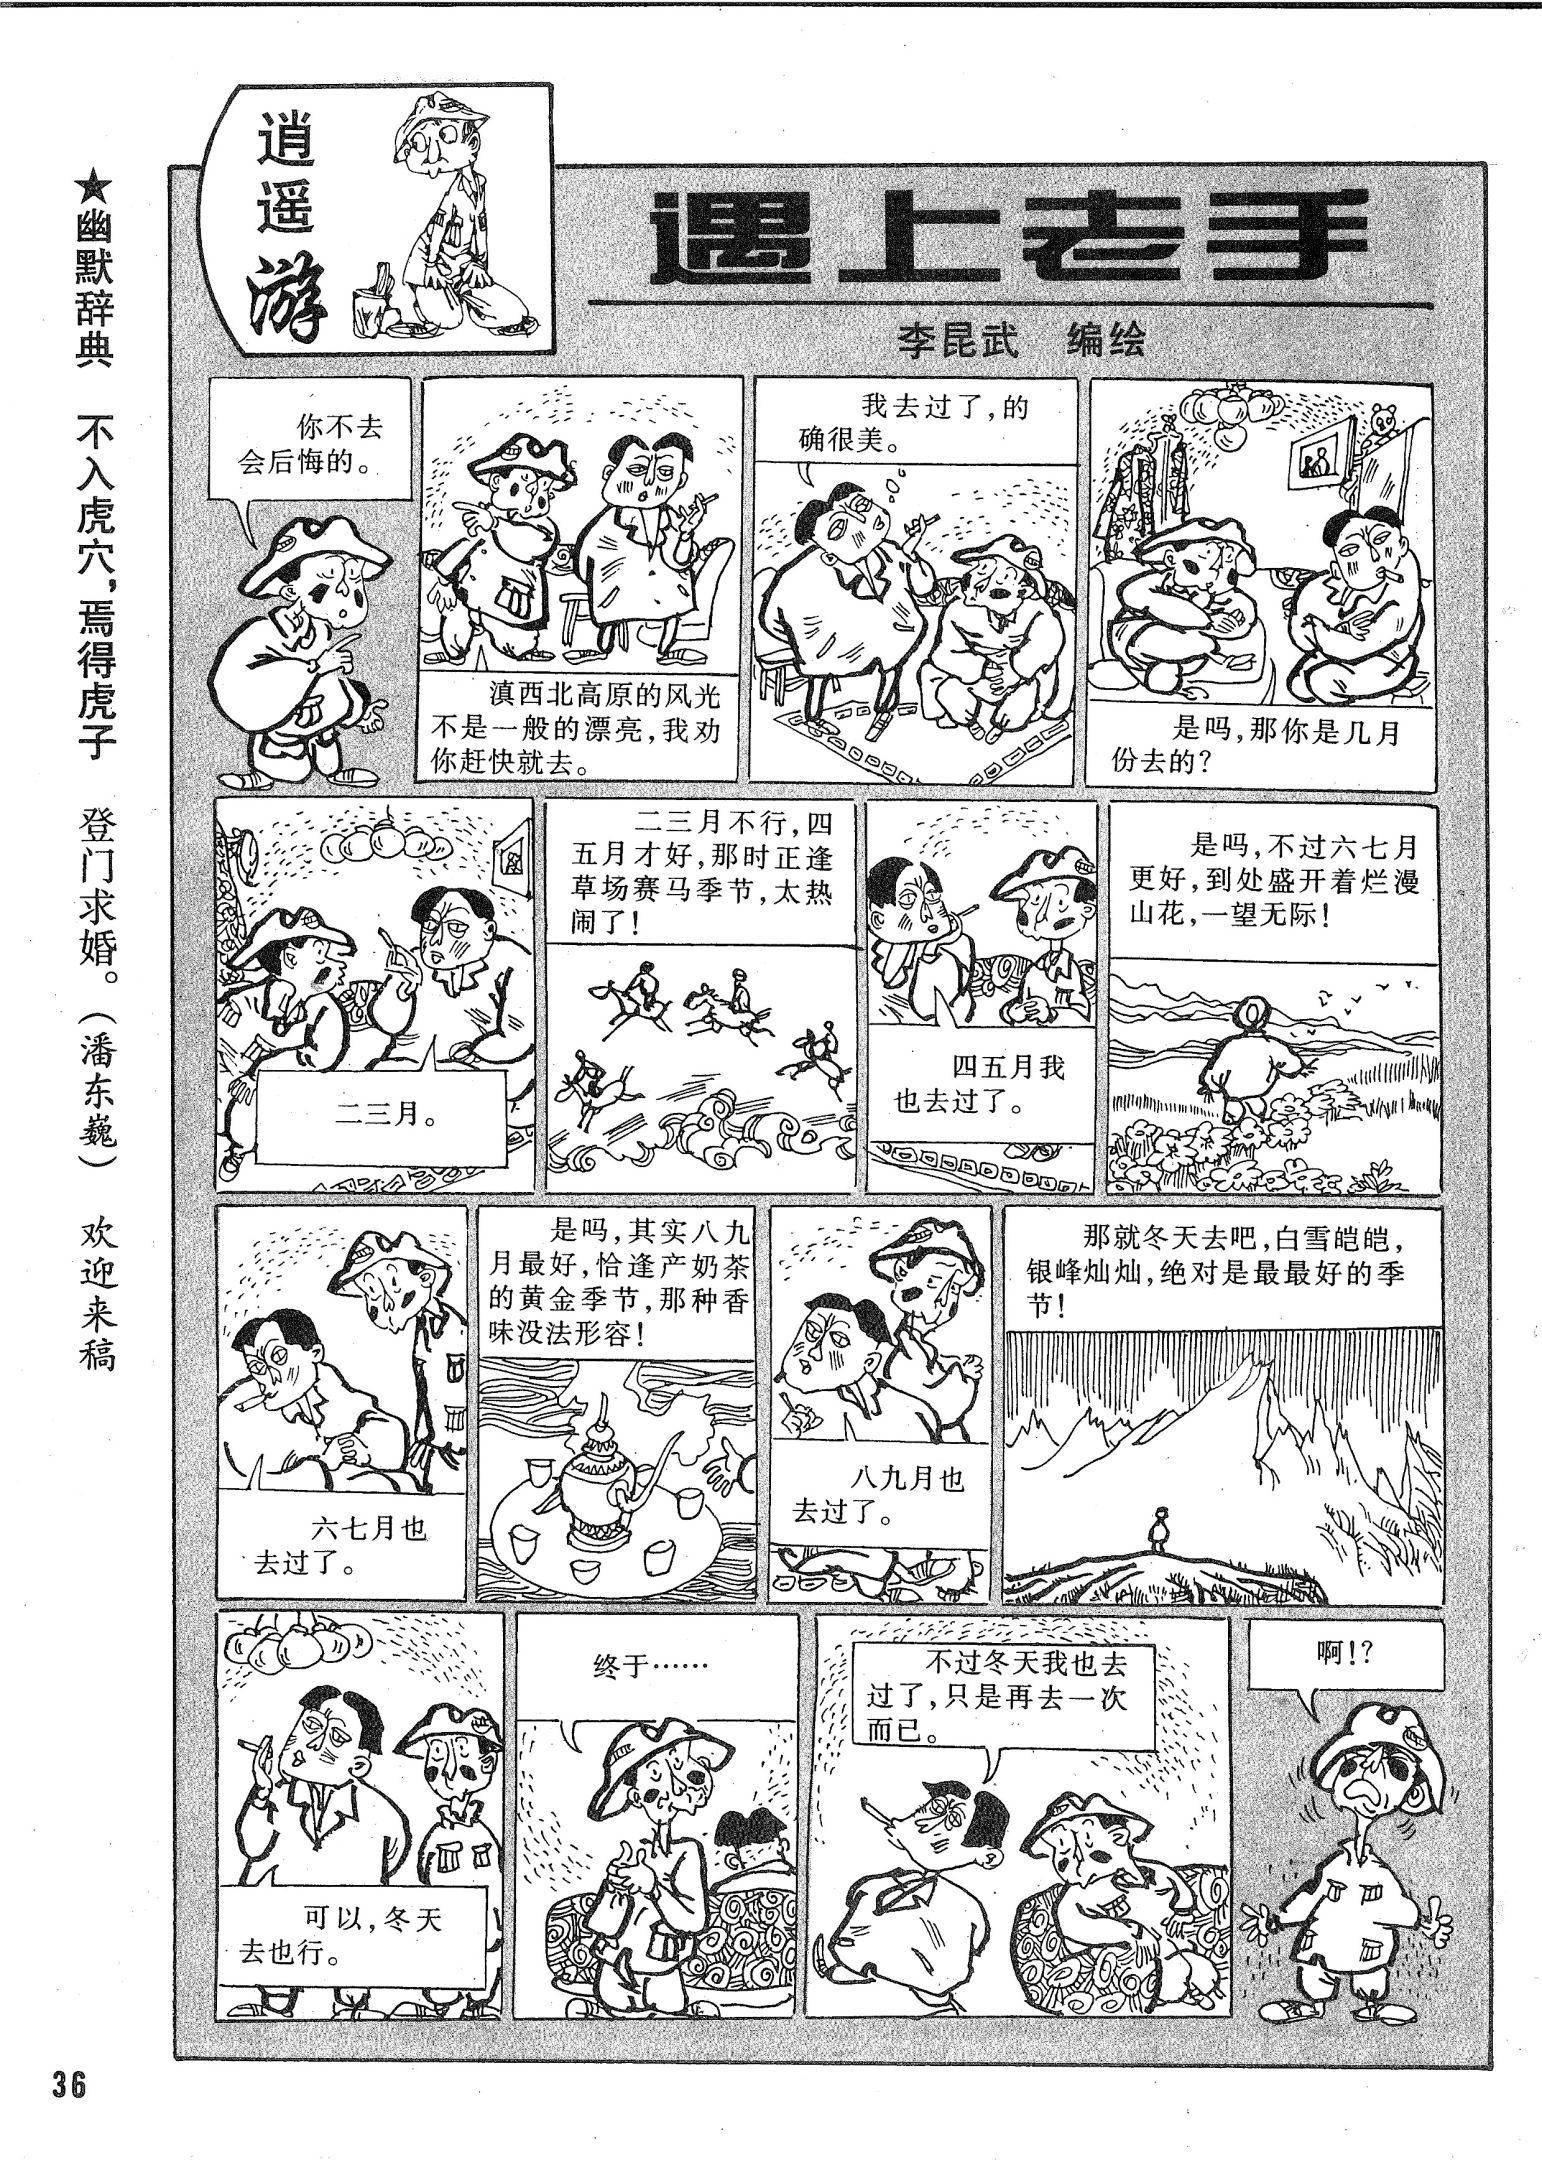 逍遥游
遇上老手
李昆武 编绘
你不去
会后悔的。
滇西北高原的风光
不是一般的漂亮,我劝
你赶快就去。
我去过了,的
确很美。
是吗,那你是几月
份去的?
二三月。
二三月不行,四
五月才好,那时正逢
草场赛马季节,太热
闹了!
四五月我
也去过了。
是吗,不过六七月
更好,到处盛开着烂漫
山花,一望无际!
六七月也
去过了。
是吗,其实八九
月最好,恰逢产奶茶
的黄金季节,那种香
味没法形容!
八九月也
去过了。
那就冬天去吧,白雪皑皑,
银峰灿灿,绝对是最最好的季
节!
可以,冬天
去也行。
终于……
不过冬天我也去
过了,只是再去一次
而已。
啊!?
★幽默辞典 不入虎穴,焉得虎子 登门求婚。(潘东巍) 欢迎来稿
36